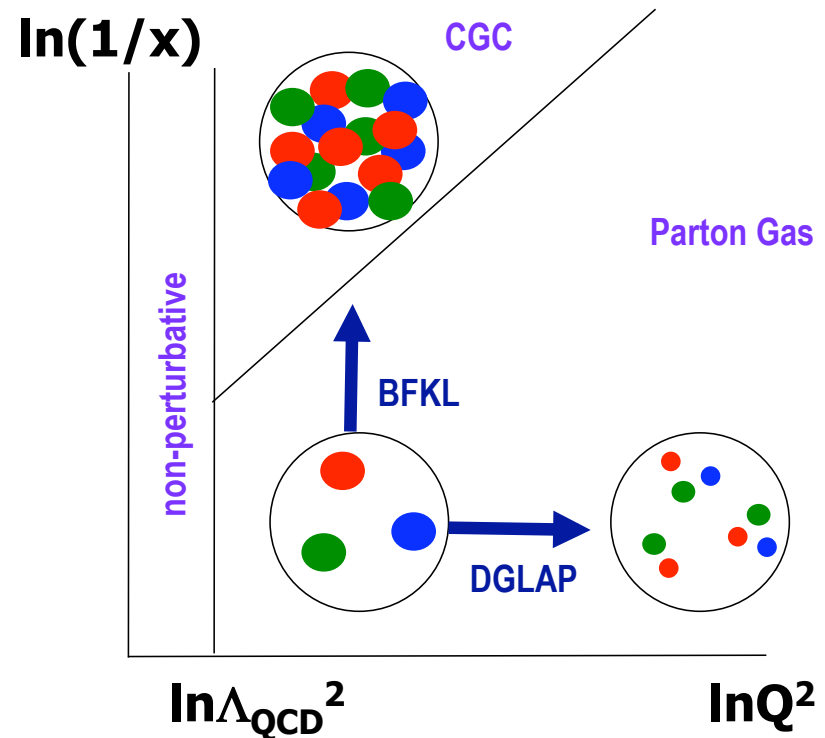 ln(1/x)
CGC
Parton Gas
non-perturbative
BFKL
DGLAP
lnΛQCD²
lnQ²